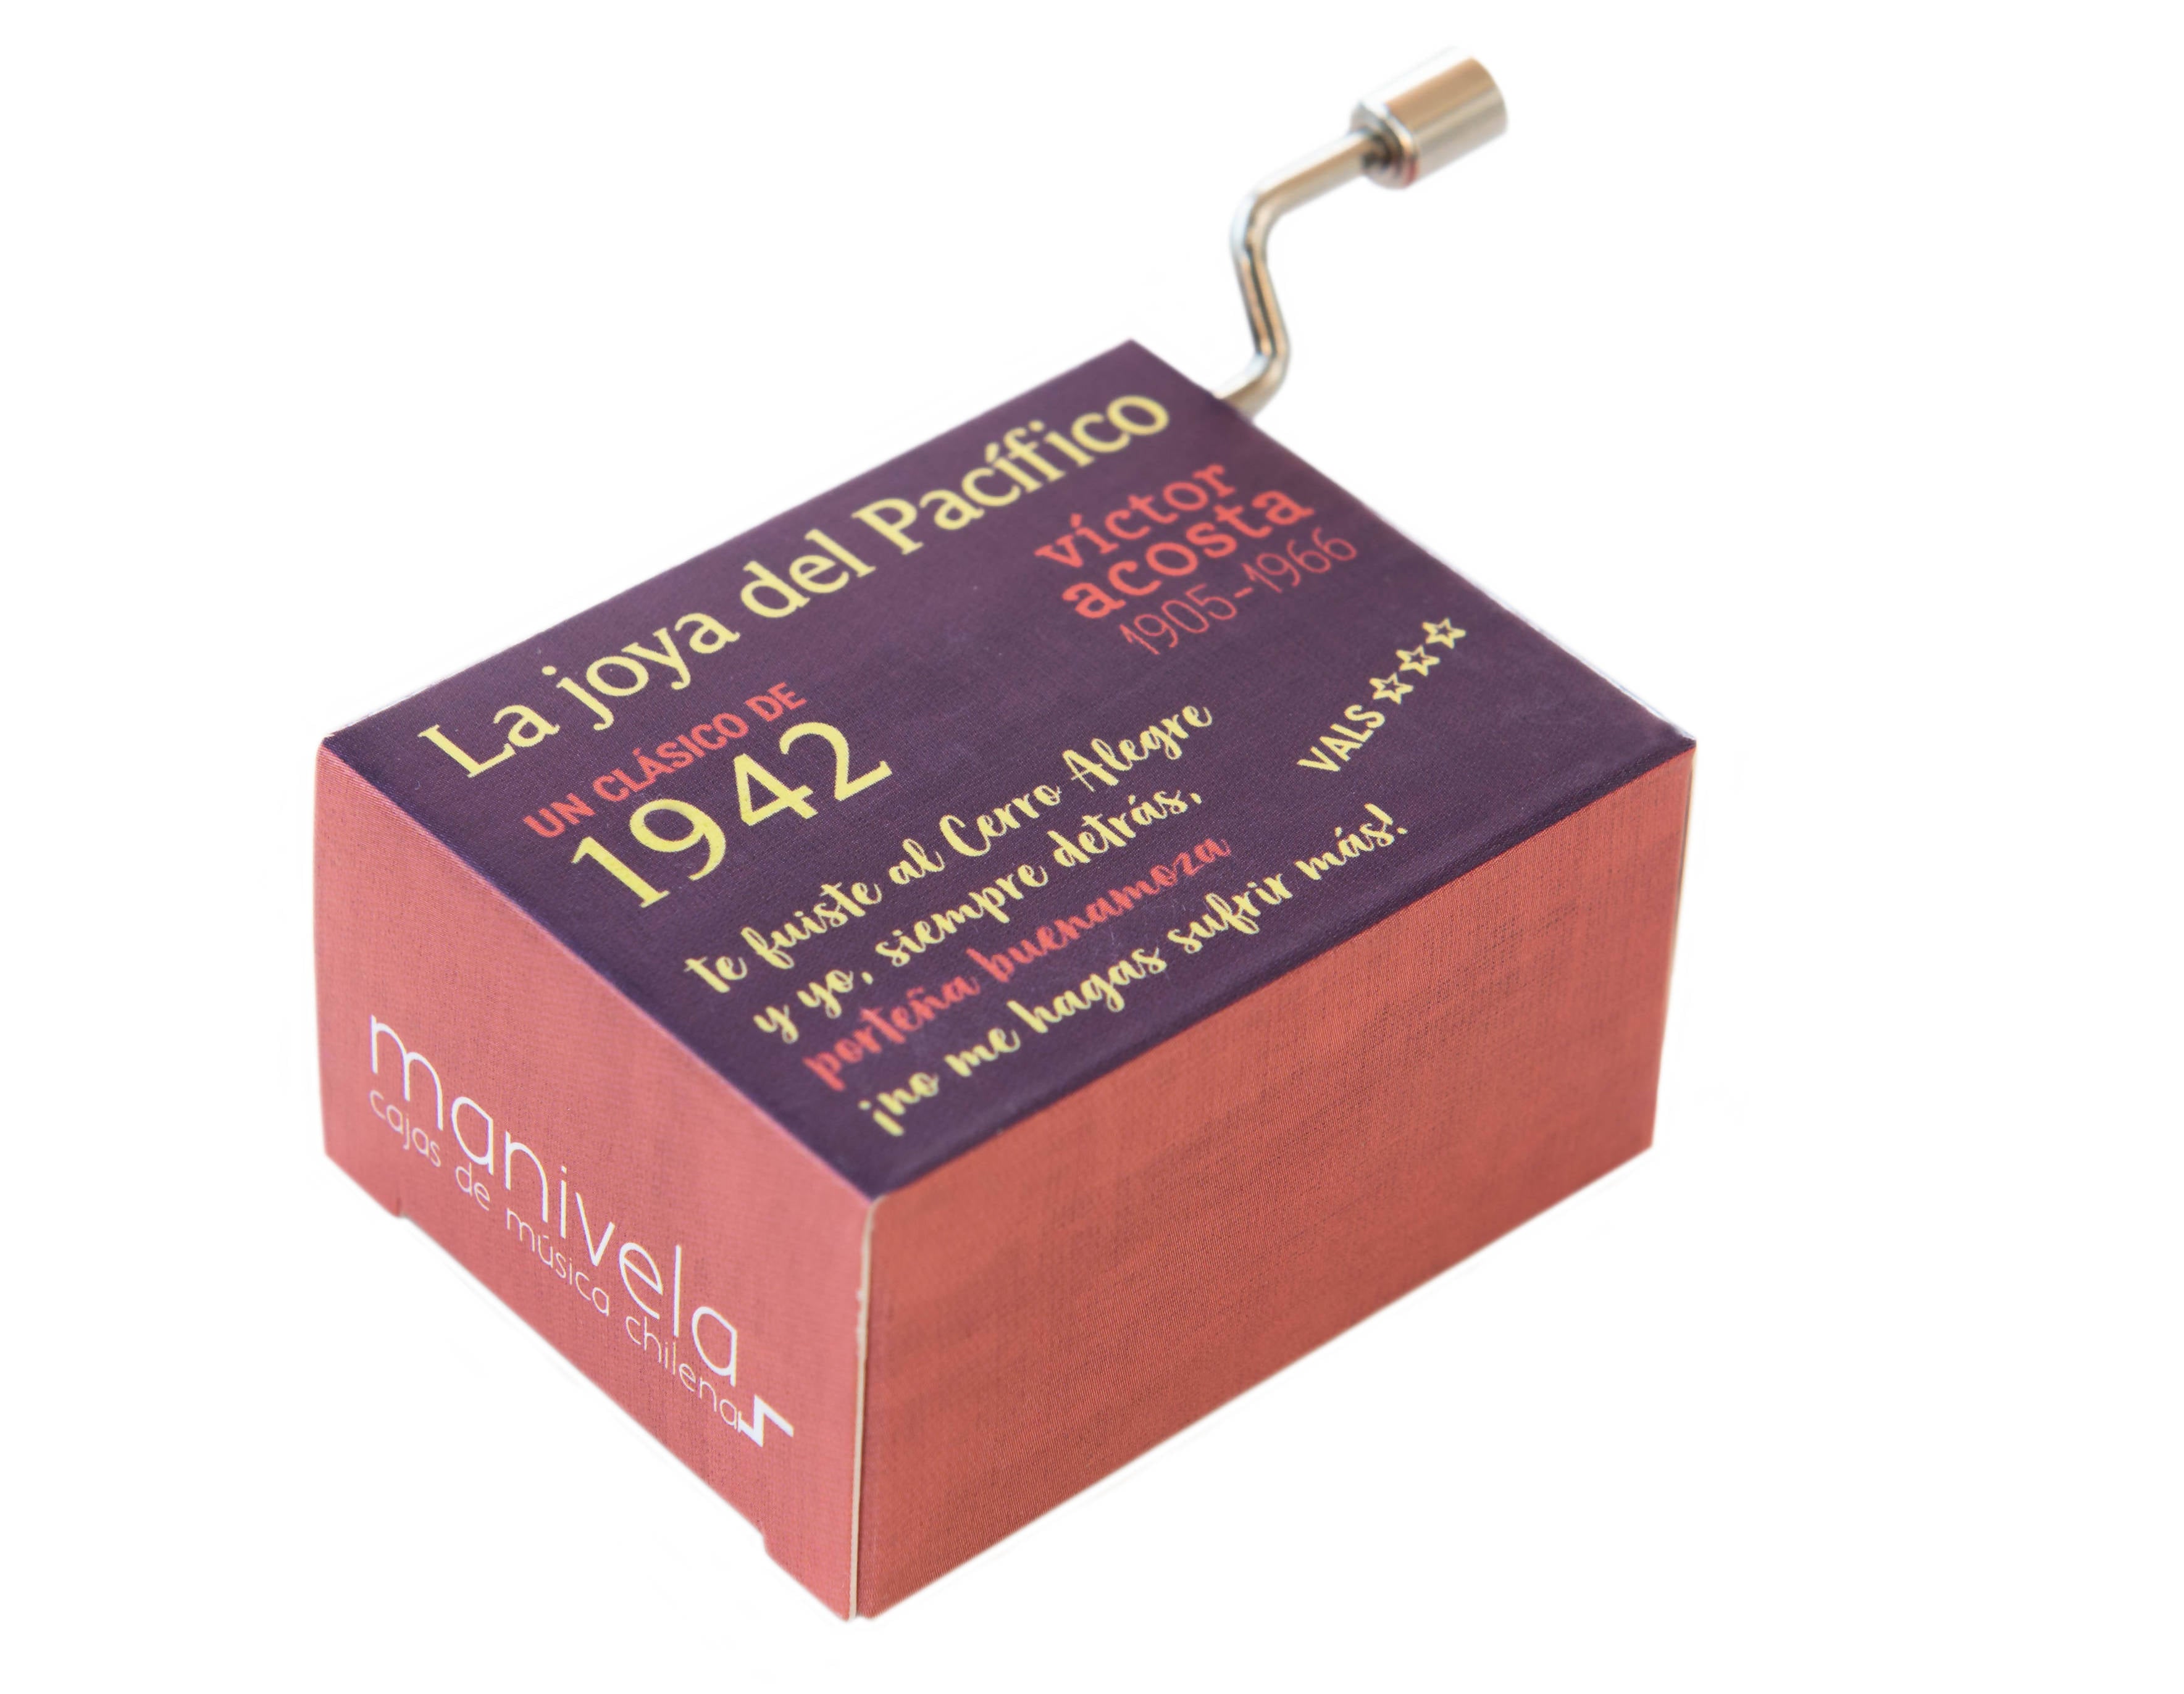 La joya del Pacífico
víctor
acosta
1905-1966
UN CLÁSICO DE
1942
VALS
te fuiste al Cerro Alegre
y yo, siempre detrás,
porteña buenamoza
¡no me hagas sufrir más!
manivela
cajas de música chilena